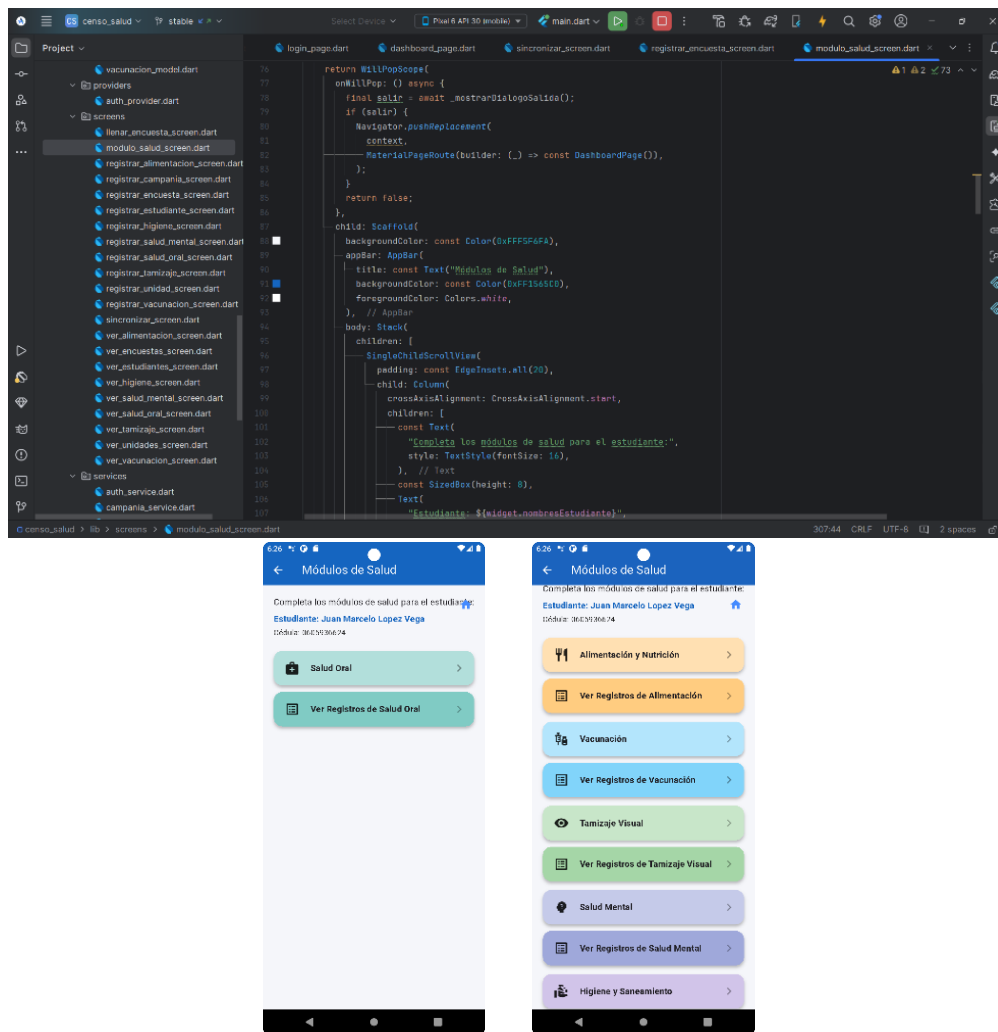 CS censo_salud stable Select Device Pixel 6 API 30 (mobile) main.dart
Project login_page.dart dashboard_page.dart sincronizar_screen.dart registrar_encuesta_screen.dart modulo_salud_screen.dart
vacunacion_model.dart
providers
auth_provider.dart
screens
llenar_encuesta_screen.dart
modulo_salud_screen.dart
registrar_alimentacion_screen.dart
registrar_campania_screen.dart
registrar_encuesta_screen.dart
registrar_estudiante_screen.dart
registrar_higiene_screen.dart
registrar_salud_mental_screen.dart
registrar_salud_oral_screen.dart
registrar_tamizaje_screen.dart
registrar_unidad_screen.dart
registrar_vacunacion_screen.dart
sincronizar_screen.dart
ver_alimentacion_screen.dart
ver_encuestas_screen.dart
ver_estudiantes_screen.dart
ver_higiene_screen.dart
ver_salud_mental_screen.dart
ver_salud_oral_screen.dart
ver_tamizaje_screen.dart
ver_unidades_screen.dart
ver_vacunacion_screen.dart
services
auth_service.dart
campania_service.dart
1 2 73
76 return WillPopScope(
77 onWillPop: () async {
78 final salir = await _mostrarDialogoSalida();
79 if (salir) {
80 Navigator.pushReplacement(
81 context,
82 MaterialPageRoute(builder: (_) => const DashboardPage()),
83 );
84 }
85 return false;
86 },
87 child: Scaffold(
88 backgroundColor: const Color(0xFFF5F6FA),
89 appBar: AppBar(
90 title: const Text("Módulos de Salud"),
91 backgroundColor: const Color(0xFF1565C0),
92 foregroundColor: Colors.white,
93 ), // AppBar
94 body: Stack(
95 children: [
96 SingleChildScrollView(
97 padding: const EdgeInsets.all(20),
98 child: Column(
99 crossAxisAlignment: CrossAxisAlignment.start,
100 children: [
101 const Text(
102 "Completa los módulos de salud para el estudiante:",
103 style: TextStyle(fontSize: 16),
104 ), // Text
105 const SizedBox(height: 8),
106 Text(
107 "Estudiante: ${widget.nombresEstudiante}",
censo_salud > lib > screens > modulo_salud_screen.dart 307:44 CRLF UTF-8 2 spaces
6:26
Módulos de Salud
Completa los módulos de salud para el estudiante:
Estudiante: Juan Marcelo Lopez Vega
Cédula: 0605936624
Salud Oral
Ver Registros de Salud Oral
6:26
Módulos de Salud
Completa los módulos de salud para el estudiante:
Estudiante: Juan Marcelo Lopez Vega
Cédula: 0605936624
Alimentación y Nutrición
Ver Registros de Alimentación
Vacunación
Ver Registros de Vacunación
Tamizaje Visual
Ver Registros de Tamizaje Visual
Salud Mental
Ver Registros de Salud Mental
Higiene y Saneamiento